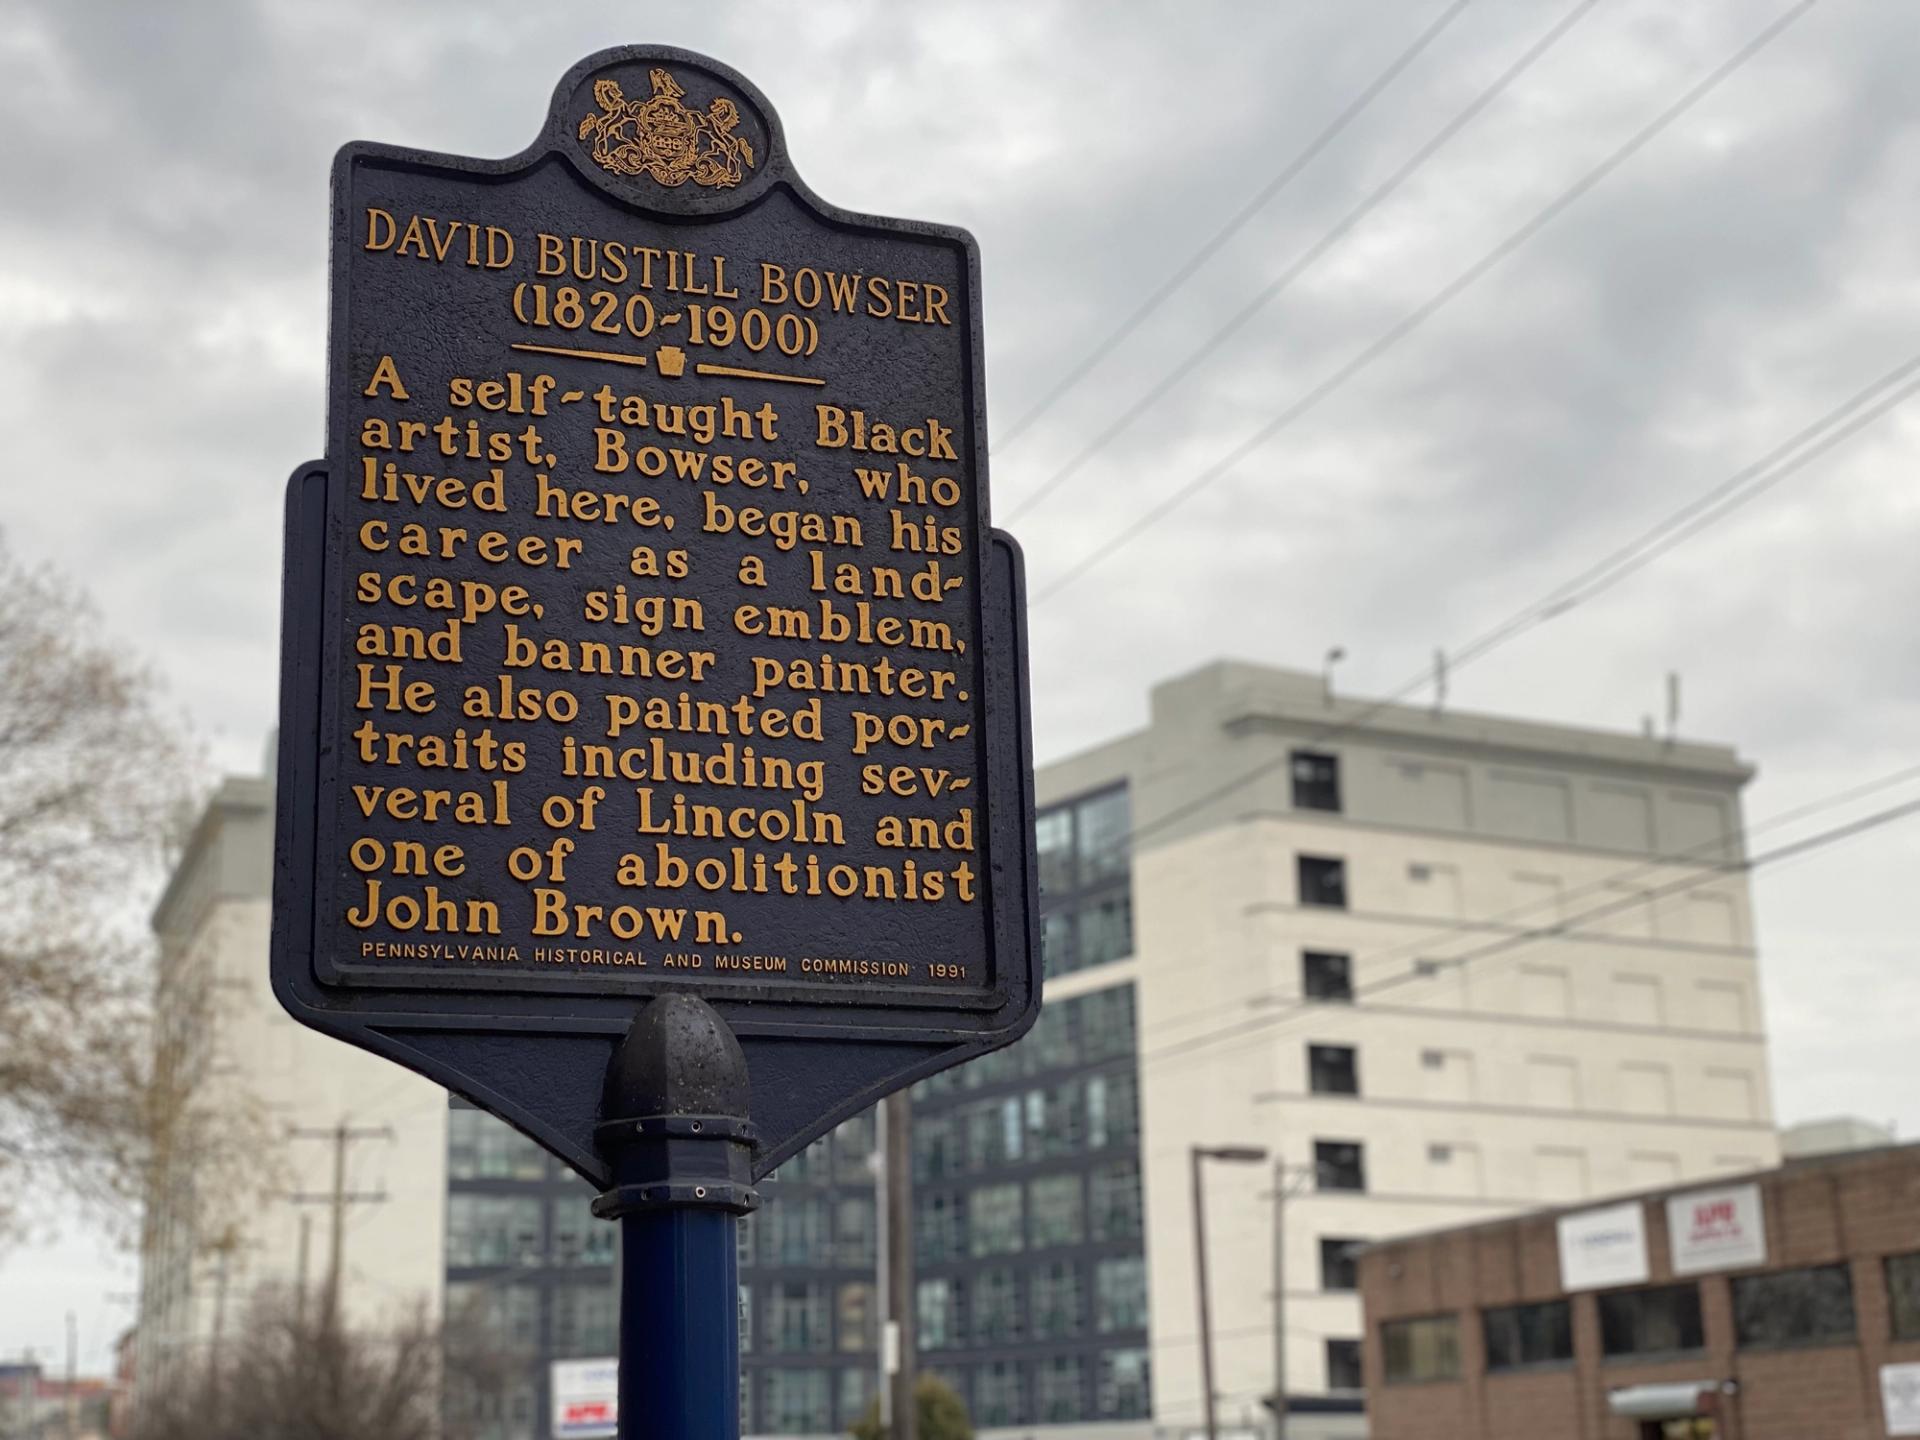 DAVID BUSTILL BOWSER
(1820-1900)
A self-taught Black
artist, Bowser, who
lived here, began his
career as a land-
scape, sign emblem,
and banner painter.
He also painted por-
traits including sev-
veral of Lincoln and
one of abolitionist
John Brown.
PENNSYLVANIA HISTORICAL AND MUSEUM COMMISSION 1991